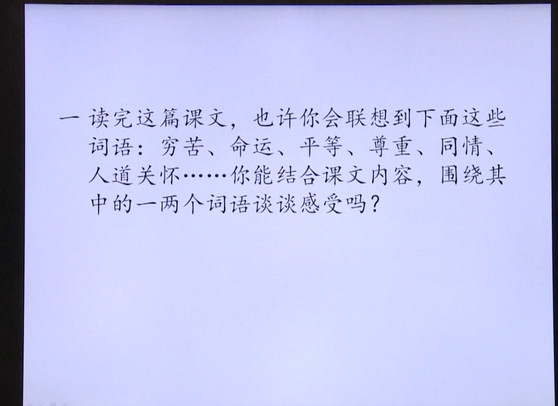 一 读完这篇课文，也许你会联想到下面这些
词语：穷苦、命运、平等、尊重、同情、
人道关怀……你能结合课文内容，围绕其
中的一两个词语谈谈感受吗？